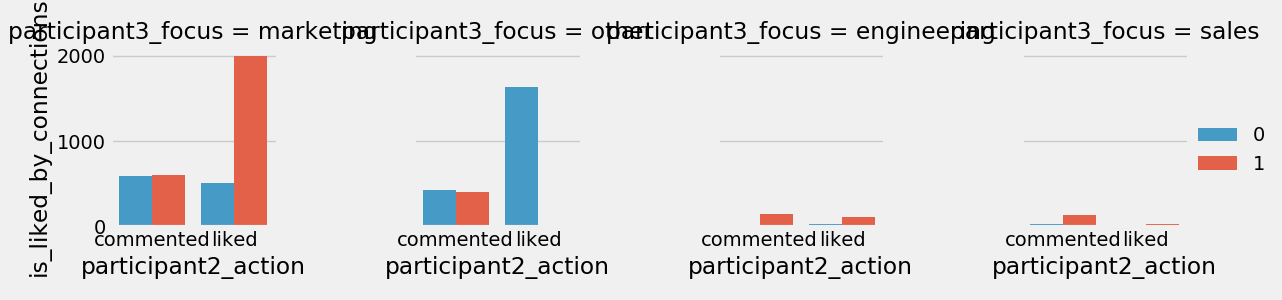 participant3_focus = marketing
participant3_focus = other
participant3_focus = engineering
participant3_focus = sales
is_liked_by_connections
2000
1000
0
commented liked
commented liked
commented liked
commented liked
participant2_action
participant2_action
participant2_action
participant2_action
0
1